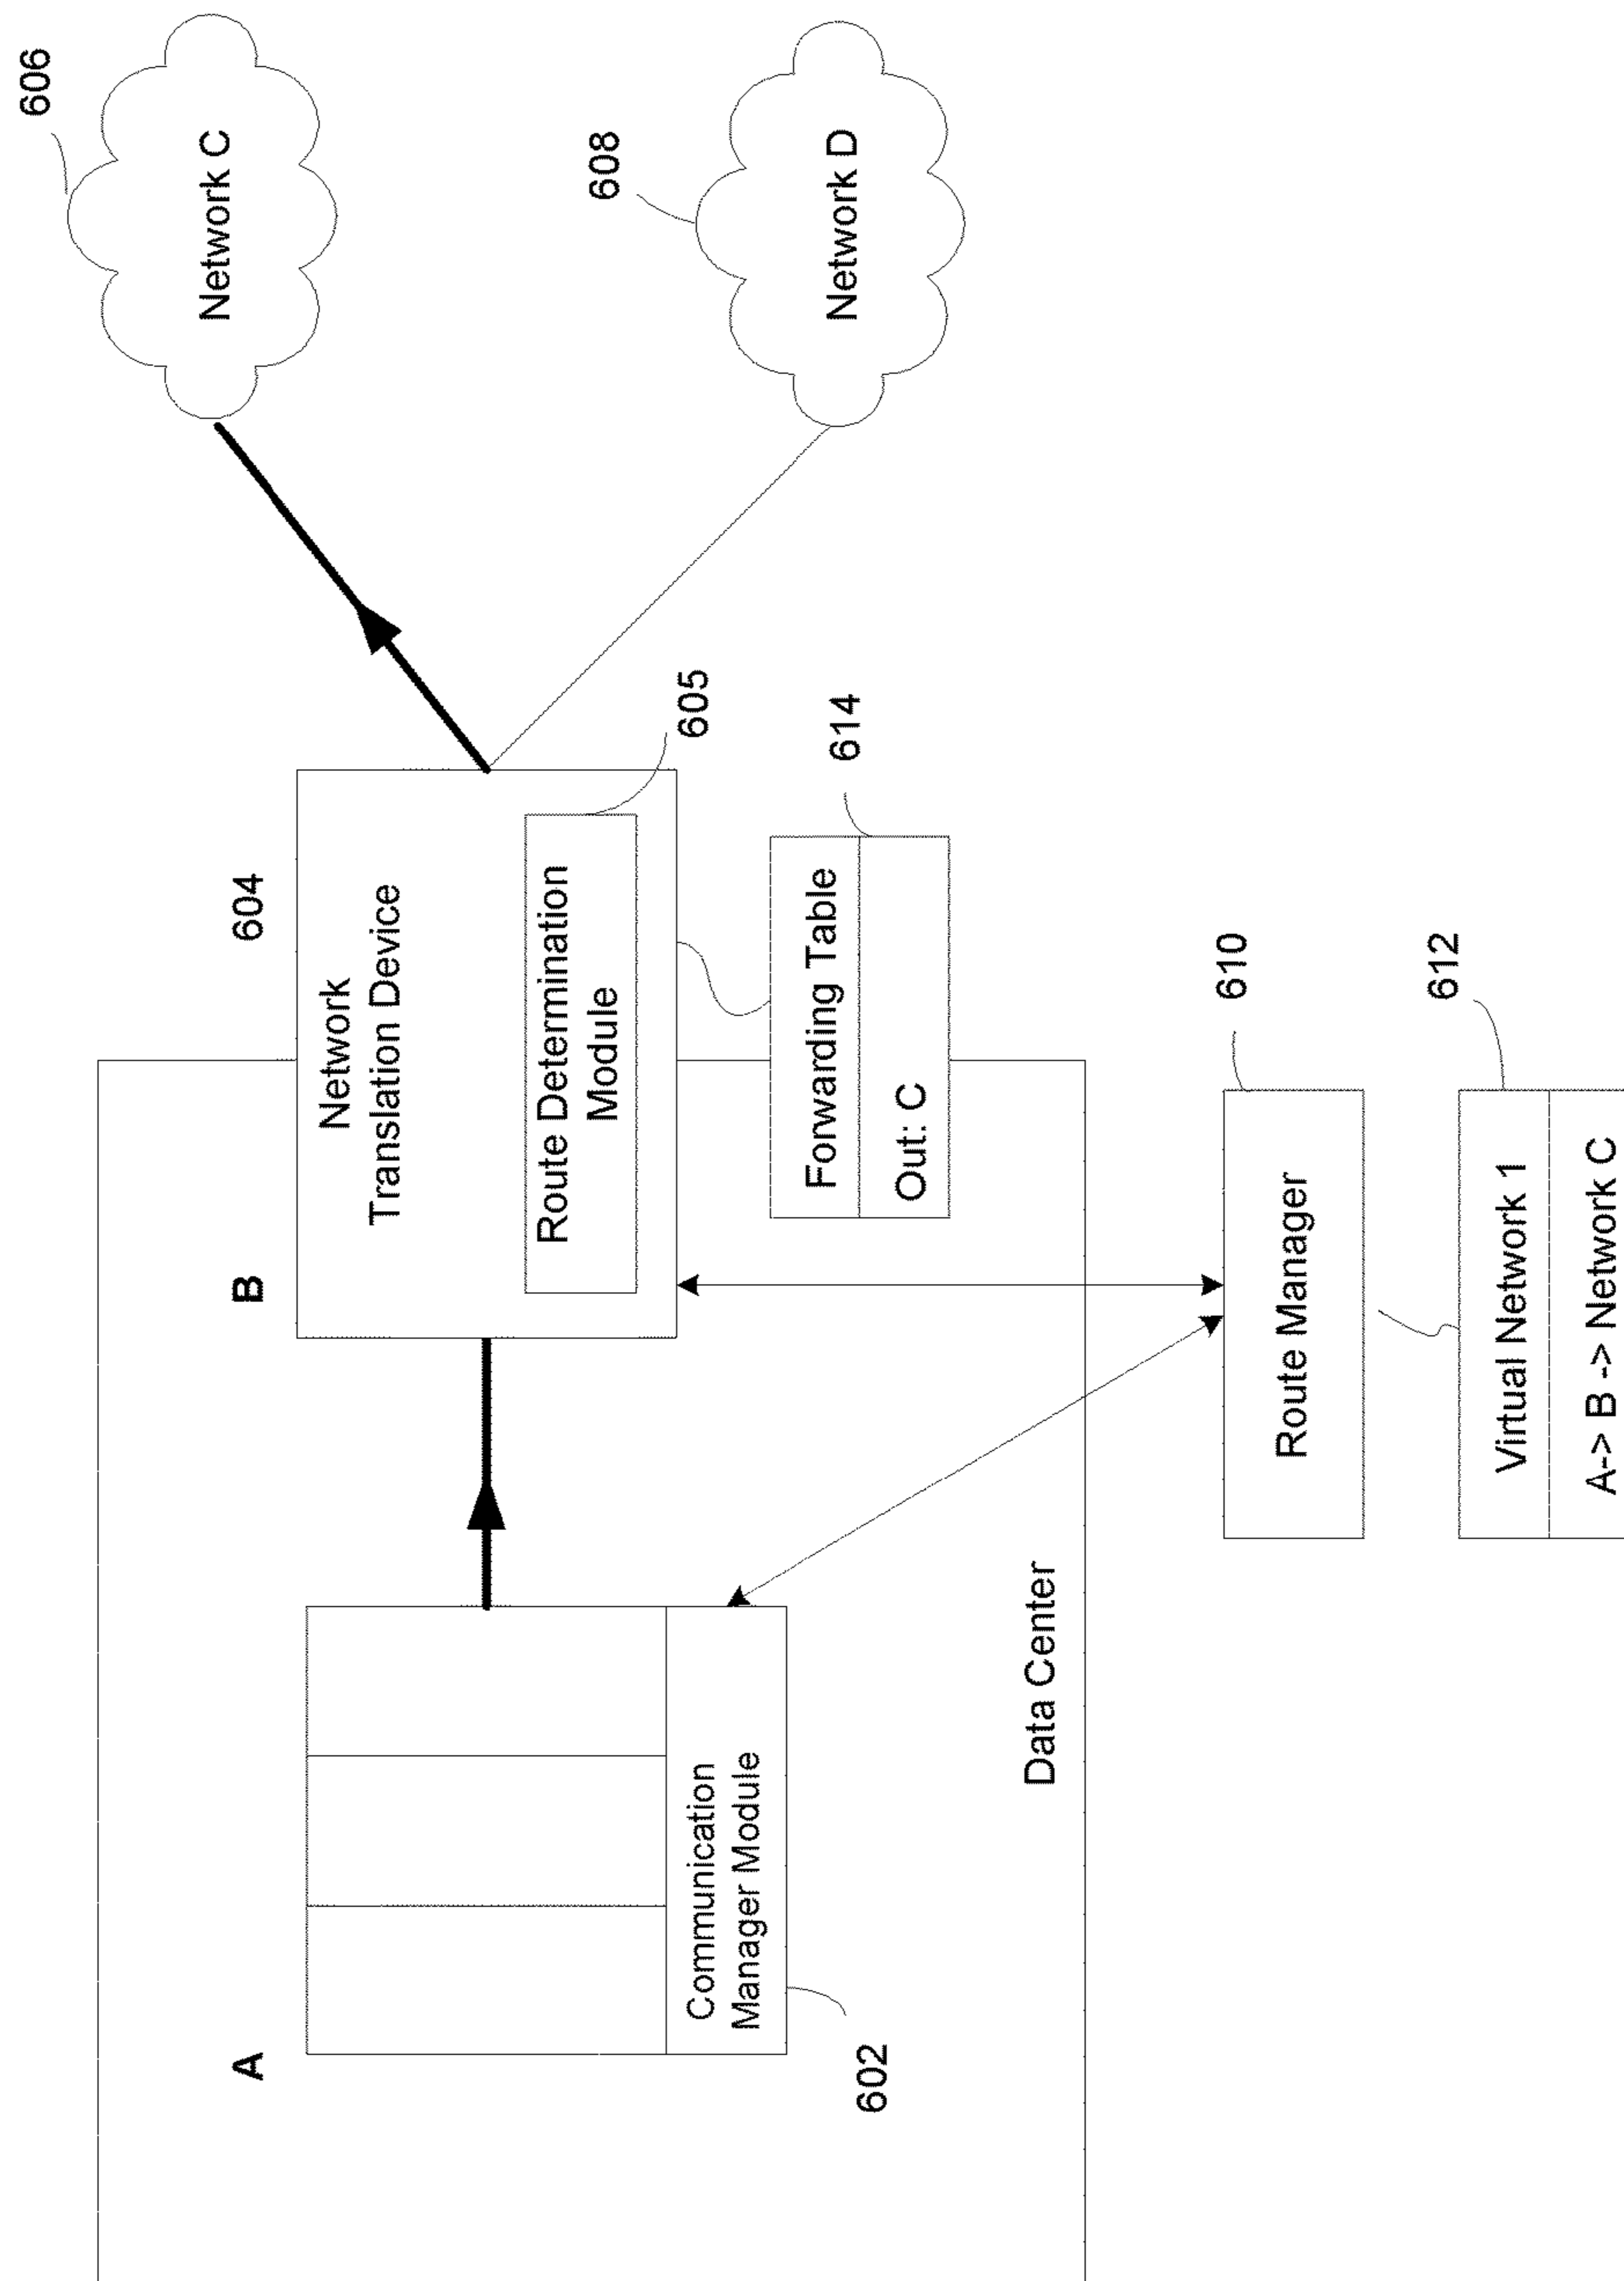 606
Network C
608
Network D
604
Network
Translation Device
B
Route Determination
Module
605
Forwarding Table
Out: C
614
A
Communication
Manager Module
602
Data Center
610
Route Manager
612
Virtual Network 1
A-> B -> Network C